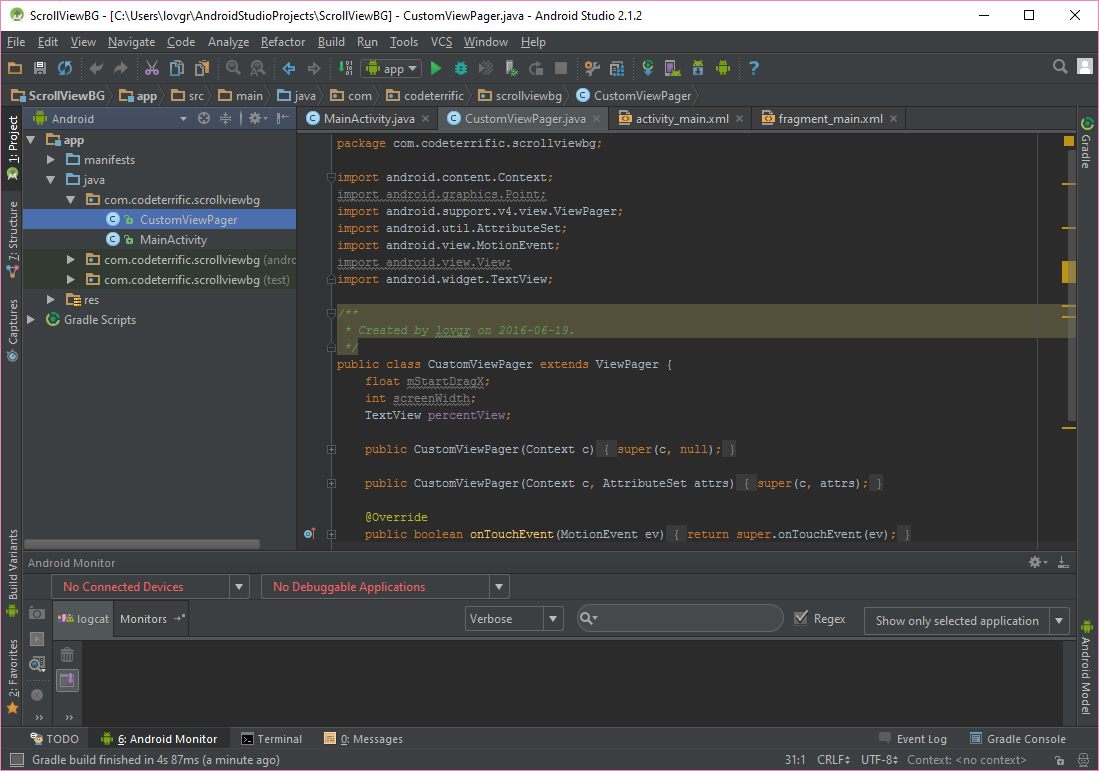 ScrollViewBG - [C:\Users\lovgr\AndroidStudioProjects\ScrollViewBG] - CustomViewPager.java - Android Studio 2.1.2
File Edit View Navigate Code Analyze Refactor Build Run Tools VCS Window Help
app
ScrollViewBG app src main java com codeterrific scrollviewbg CustomViewPager
1: Project
7: Structure
Captures
Build Variants
2: Favorites
Android
app
manifests
java
com.codeterrific.scrollviewbg
CustomViewPager
MainActivity
com.codeterrific.scrollviewbg (andro
com.codeterrific.scrollviewbg (test)
res
Gradle Scripts
MainActivity.java CustomViewPager.java activity_main.xml fragment_main.xml
package com.codeterrific.scrollviewbg;
import android.content.Context;
import android.graphics.Point;
import android.support.v4.view.ViewPager;
import android.util.AttributeSet;
import android.view.MotionEvent;
import android.view.View;
import android.widget.TextView;
/**
* Created by lovgr on 2016-06-19.
*/
public class CustomViewPager extends ViewPager {
float mStartDragX;
int screenWidth;
TextView percentView;
public CustomViewPager(Context c) { super(c, null); }
public CustomViewPager(Context c, AttributeSet attrs) { super(c, attrs); }
@Override
public boolean onTouchEvent(MotionEvent ev) { return super.onTouchEvent(ev); }
Gradle
Android Model
Android Monitor
No Connected Devices No Debuggable Applications
logcat Monitors Verbose Regex Show only selected application
TODO 6: Android Monitor Terminal 0: Messages Event Log Gradle Console
Gradle build finished in 4s 87ms (a minute ago) 31:1 CRLF UTF-8 Context: <no context>